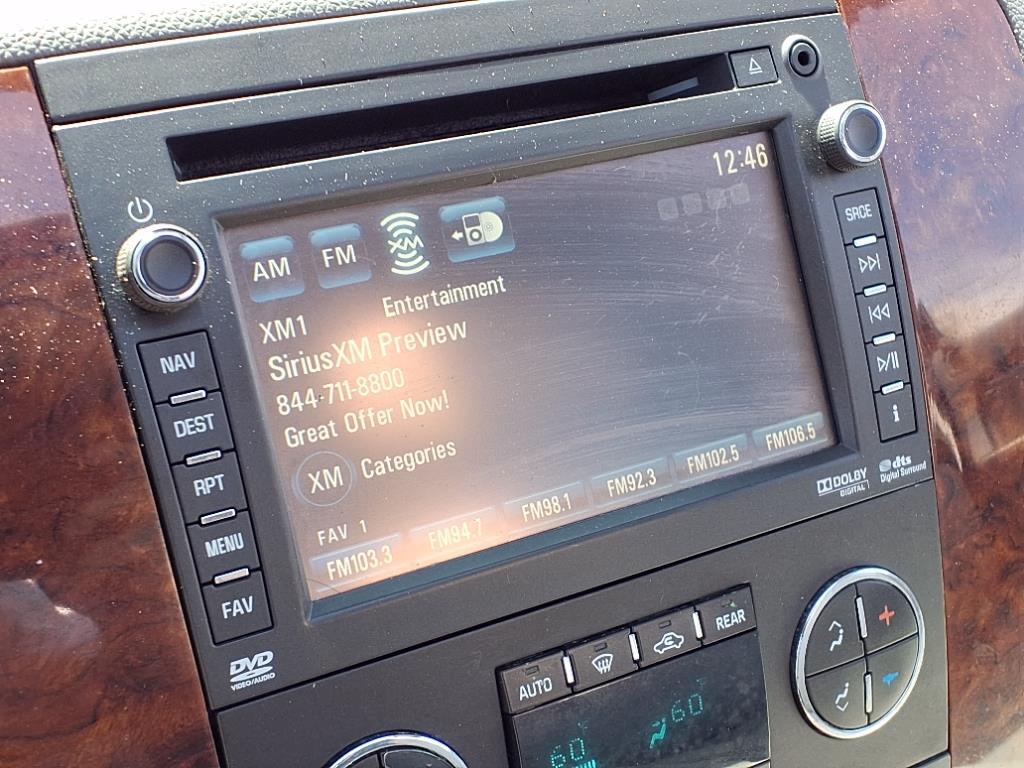 12:46
AM FM XM
Entertainment
XM1
SiriusXM Preview
844-711-8800
Great Offer Now!
XM Categories
FAV 1
FM103.3 FM94.7 FM98.1 FM92.3 FM102.5 FM106.5
NAV
DEST
RPT
MENU
FAV
SRCE
i
DVD
VIDEO/AUDIO
DOLBY
DIGITAL
dts
Digital Surround
AUTO
REAR
60
60